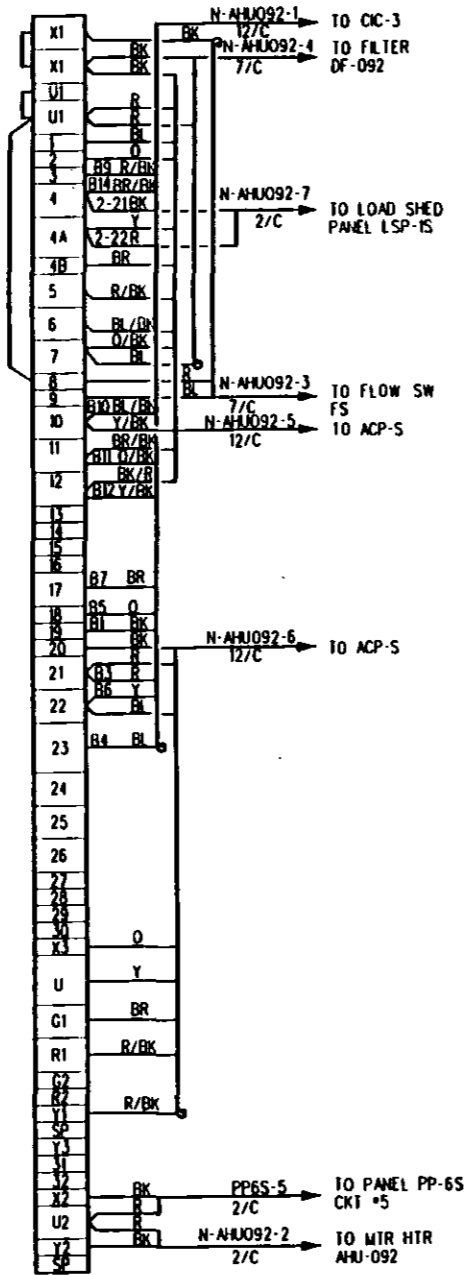 X1
BK
N-AHU092-1
12/C
TO CIC-3
X1
BK
BK
N-AHU092-4
7/C
TO FILTER
DF-092
U1
U1
R
R
1
BL
2
O
3
B9 R/BK
B14 BR/BK
4
2-21 BK
N-AHU092-7
2/C
TO LOAD SHED
PANEL LSP-1S
Y
4A
2-22 R
4B
BR
5
R/BK
6
BL/BK
O/BK
7
BL
8
R
BL
9
N-AHU092-3
7/C
TO FLOW SW
FS
B10 BL/BK
10
Y/BK
N-AHU092-5
12/C
TO ACP-S
11
BR/BK
B11 O/BK
12
BK/R
B12 Y/BK
13
14
15
16
17
B7 BR
18
B5 O
19
B1 BK
20
BK
N-AHU092-6
12/C
TO ACP-S
R
21
B3 R
B6 Y
22
BL
23
B4 BL
24
25
26
27
28
29
30
X3
O
U
Y
G1
BR
R1
R/BK
G2
R2
Y1
R/BK
SP
Y3
31
32
X2
BK
PP6S-5
2/C
TO PANEL PP-6S
CKT #5
R
U2
R
Y2
BK
N-AHU092-2
2/C
TO MTR HTR
AHU-092
SP